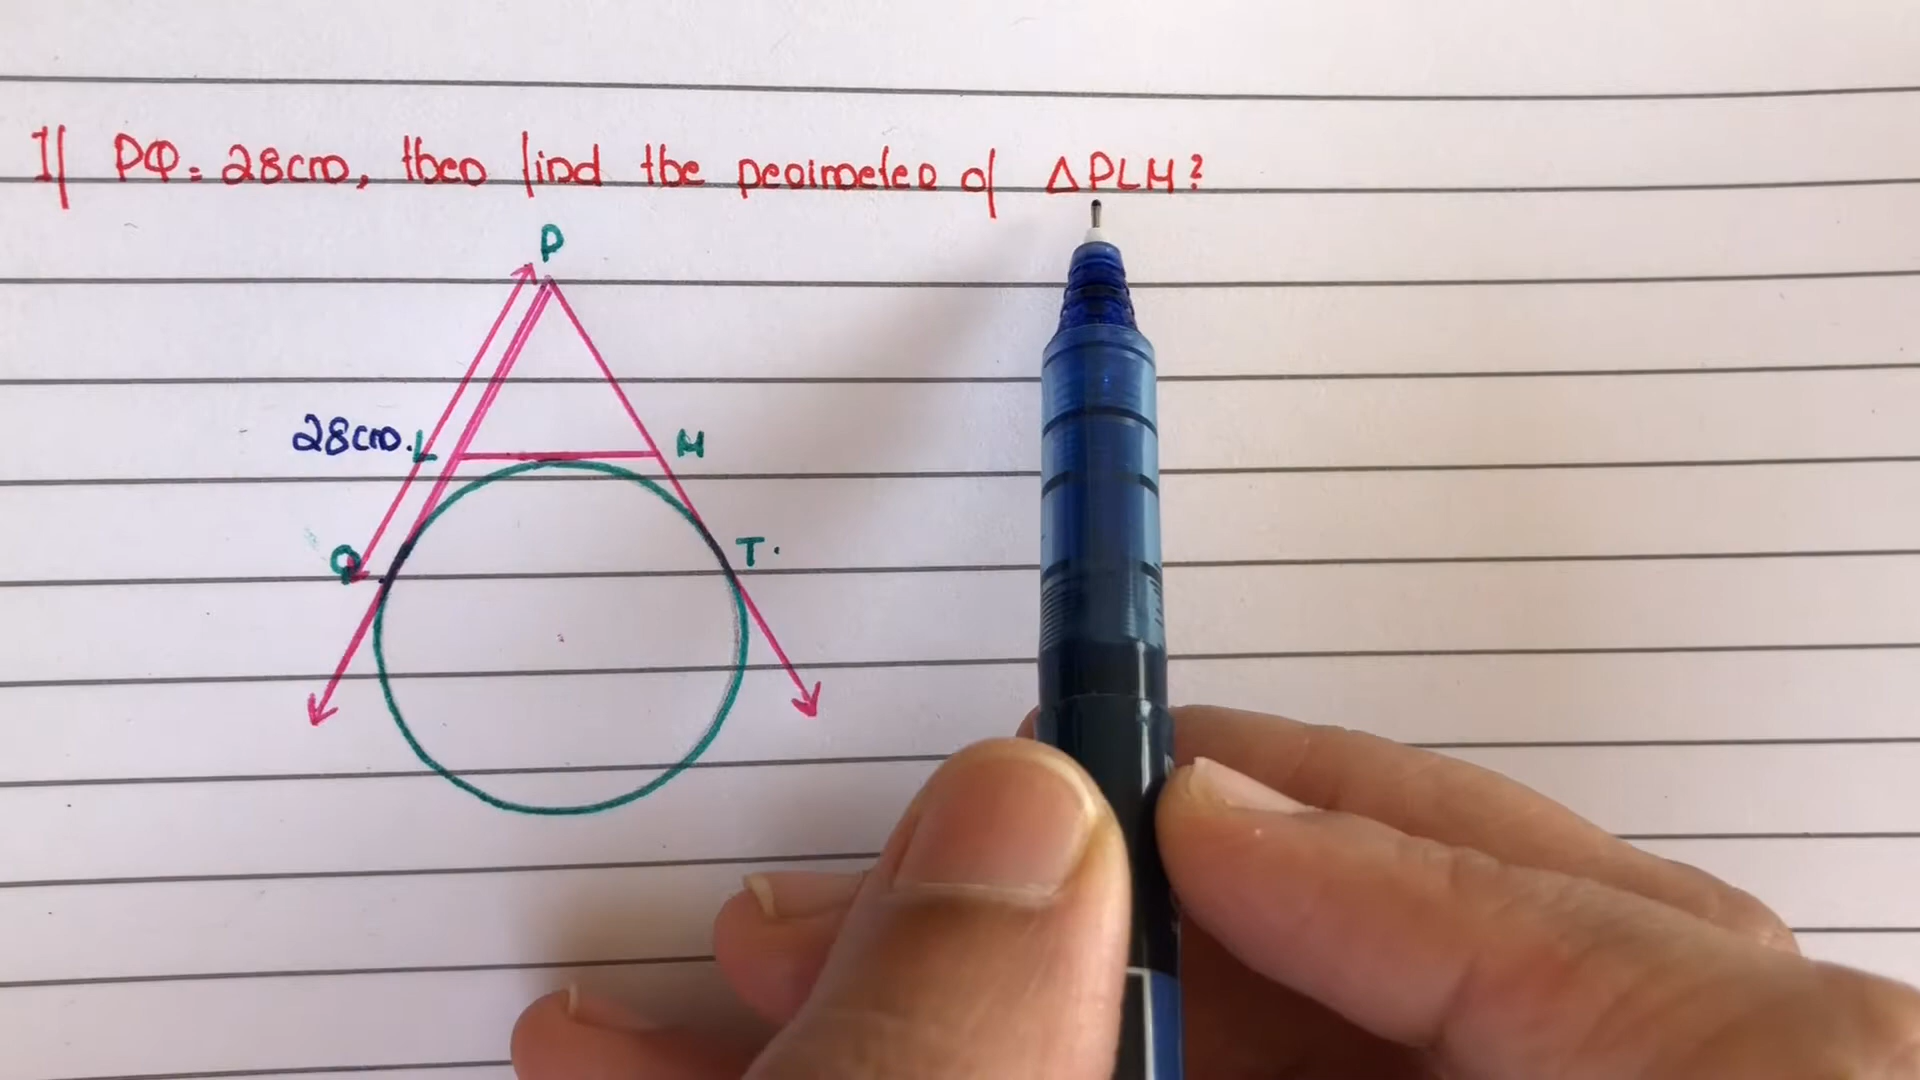 If PQ = 28cm, then find the perimeter of ΔPLM?
P
28cm.
L
M
Q
T.